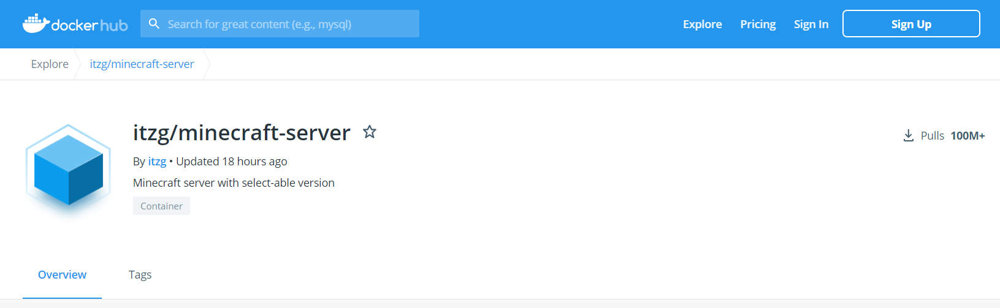 docker hub
Search for great content (e.g., mysql)
Explore
Pricing
Sign In
Sign Up
Explore
itzg/minecraft-server
itzg/minecraft-server
Pulls 100M+
By itzg • Updated 18 hours ago
Minecraft server with select-able version
Container
Overview
Tags